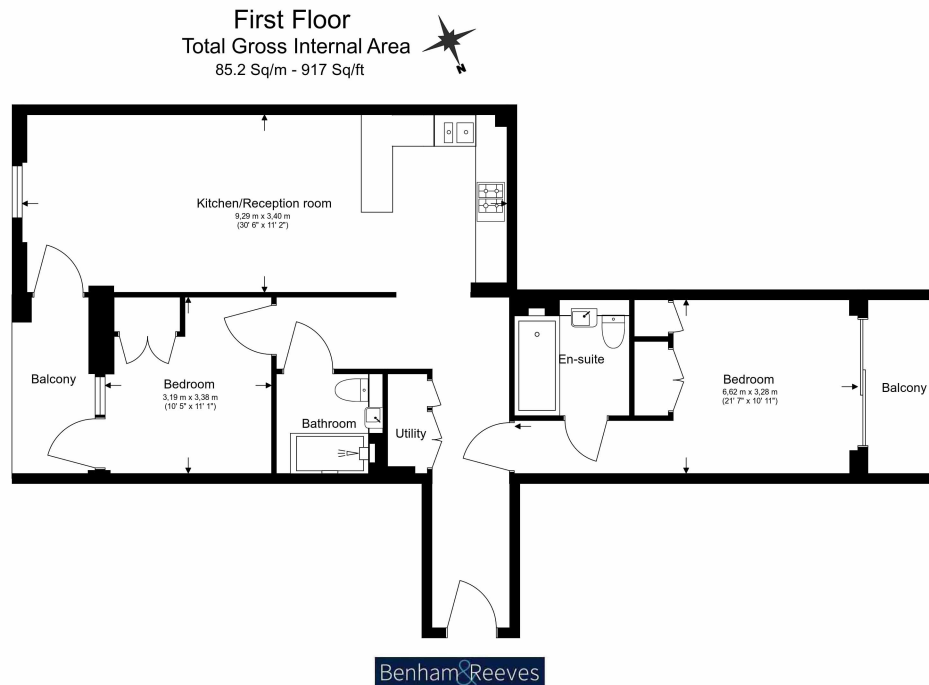 First Floor
Total Gross Internal Area
85.2 Sq/m - 917 Sq/ft
N
Kitchen/Reception room
9,29 m x 3,40 m
(30' 6" x 11' 2")
Balcony
Bedroom
3,19 m x 3,38 m
(10' 5" x 11' 1")
Bathroom
Utility
En-suite
Bedroom
6,62 m x 3,28 m
(21' 7" x 10' 11")
Balcony
Benham&Reeves